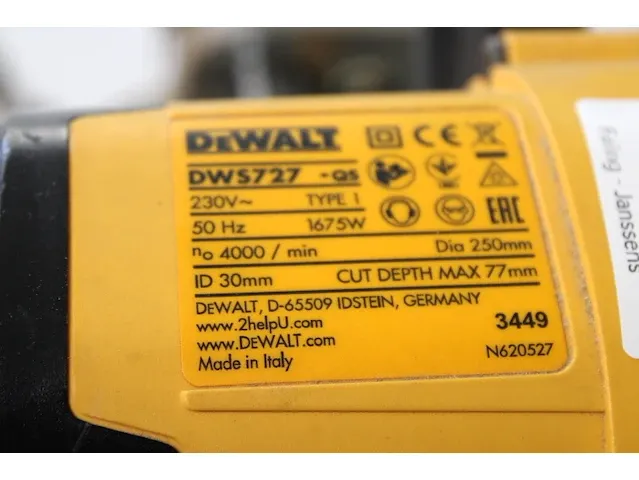 DEWALT
DWS727 -QS
230V~ TYPE 1
50 Hz 1675W
no 4000 / min Dia 250mm
ID 30mm CUT DEPTH MAX 77mm
DEWALT, D-65509 IDSTEIN, GERMANY
www.2helpU.com
www.DEWALT.com
Made in Italy
3449
N620527
CE
EAC
Janssens